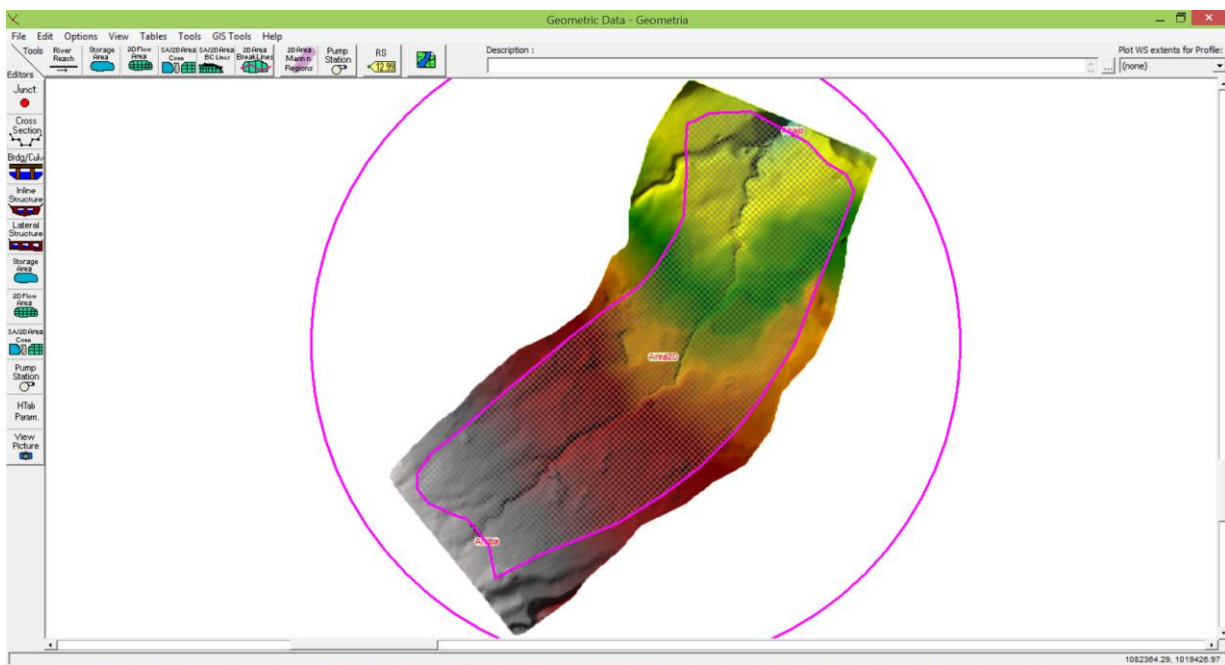 Geometric Data - Geometria
File Edit Options View Tables Tools GIS Tools Help
Tools
Editors
River
Reach
Storage
Area
2D Flow
Area
SA/2D Area
Conn
SA/2D Area
BC Lines
2D Area
BreakLines
2D Area
Mann n
Regions
Pump
Station
RS
12.99
Description :
...
Plot WS extents for Profile:
(none)
Junct.
Cross
Section
Brdg/Culv
Inline
Structure
Lateral
Structure
Storage
Area
2D Flow
Area
SA/2D Area
Conn
Pump
Station
HTab
Param.
View
Picture
Abajo
Area2D
Arriba
1082364.29, 1019426.97